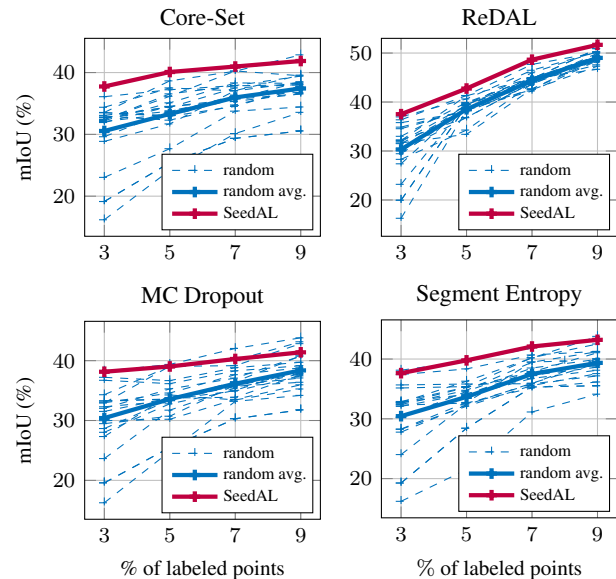 Core-Set
ReDAL
mIoU (%)
40
30
20
50
40
30
20
random
random avg.
SeedAL
random
random avg.
SeedAL
3 5 7 9
3 5 7 9
MC Dropout
Segment Entropy
mIoU (%)
40
30
20
40
30
20
random
random avg.
SeedAL
random
random avg.
SeedAL
3 5 7 9
3 5 7 9
% of labeled points
% of labeled points